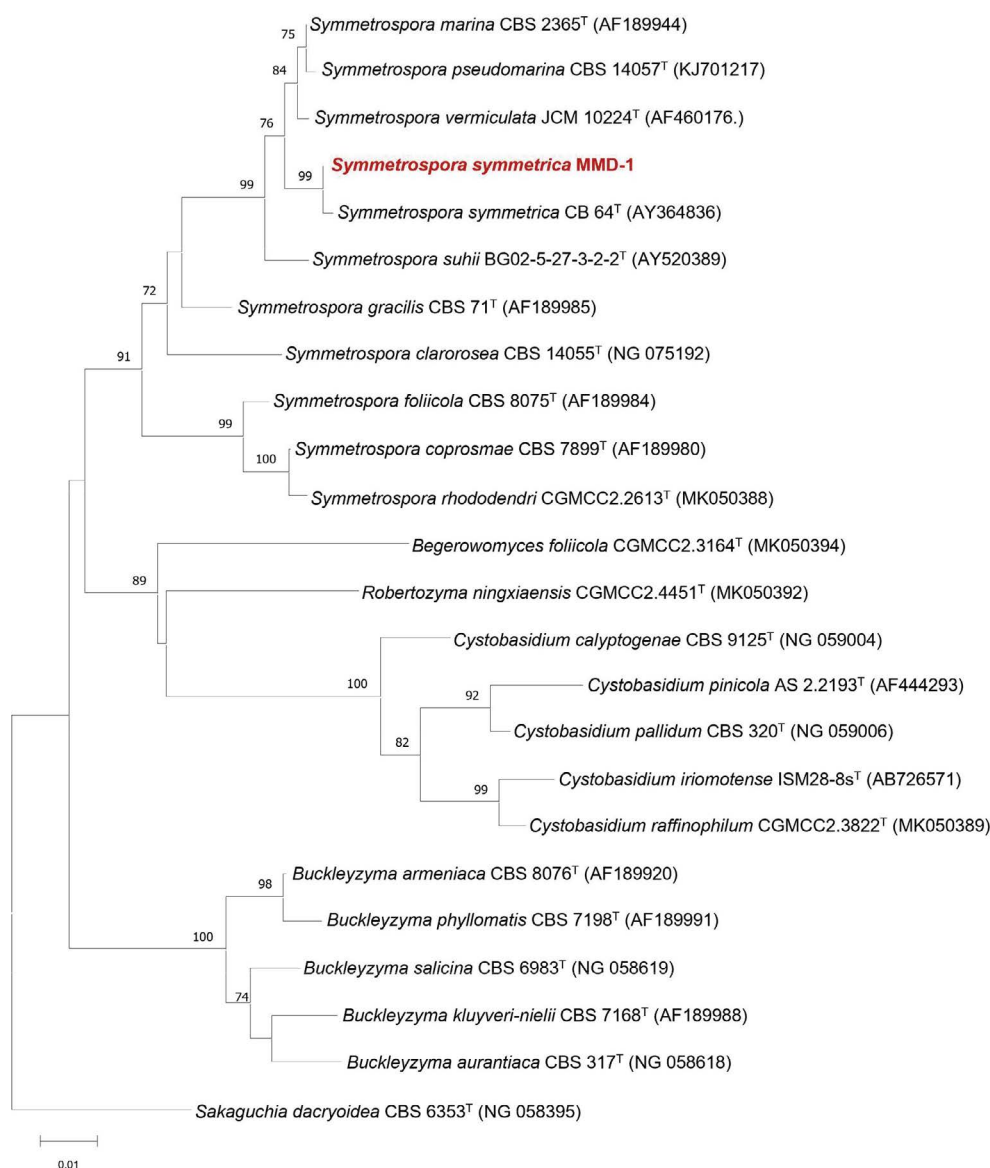 75
Symmetrospora marina CBS 2365ᵀ (AF189944)
84
Symmetrospora pseudomarina CBS 14057ᵀ (KJ701217)
76
Symmetrospora vermiculata JCM 10224ᵀ (AF460176.)
99
99
Symmetrospora symmetrica MMD-1
Symmetrospora symmetrica CB 64ᵀ (AY364836)
Symmetrospora suhii BG02-5-27-3-2-2ᵀ (AY520389)
72
Symmetrospora gracilis CBS 71ᵀ (AF189985)
91
Symmetrospora clarorosea CBS 14055ᵀ (NG 075192)
99
Symmetrospora foliicola CBS 8075ᵀ (AF189984)
100
Symmetrospora coprosmae CBS 7899ᵀ (AF189980)
Symmetrospora rhododendri CGMCC2.2613ᵀ (MK050388)
Begerowomyces foliicola CGMCC2.3164ᵀ (MK050394)
89
Robertozyma ningxiaensis CGMCC2.4451ᵀ (MK050392)
Cystobasidium calyptogenae CBS 9125ᵀ (NG 059004)
100
92
Cystobasidium pinicola AS 2.2193ᵀ (AF444293)
82
Cystobasidium pallidum CBS 320ᵀ (NG 059006)
99
Cystobasidium iriomotense ISM28-8sᵀ (AB726571)
Cystobasidium raffinophilum CGMCC2.3822ᵀ (MK050389)
98
Buckleyzyma armeniaca CBS 8076ᵀ (AF189920)
100
Buckleyzyma phyllomatis CBS 7198ᵀ (AF189991)
74
Buckleyzyma salicina CBS 6983ᵀ (NG 058619)
Buckleyzyma kluyveri-nielii CBS 7168ᵀ (AF189988)
Buckleyzyma aurantiaca CBS 317ᵀ (NG 058618)
Sakaguchia dacryoidea CBS 6353ᵀ (NG 058395)
0.01